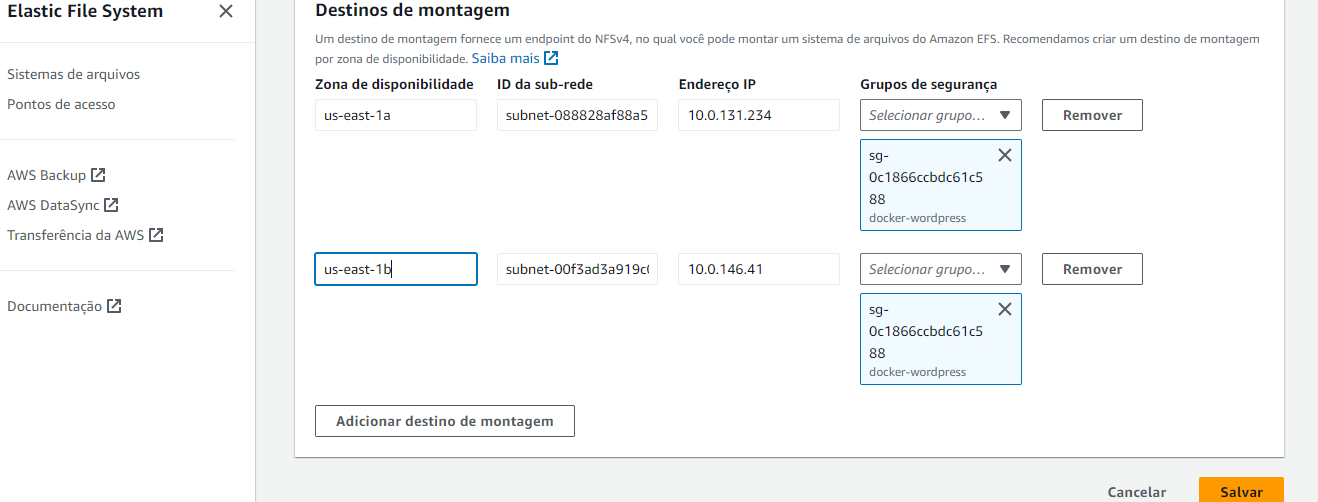 Elastic File System
Sistemas de arquivos
Pontos de acesso
AWS Backup
AWS DataSync
Transferência da AWS
Documentação
Destinos de montagem
Um destino de montagem fornece um endpoint do NFSv4, no qual você pode montar um sistema de arquivos do Amazon EFS. Recomendamos criar um destino de montagem
por zona de disponibilidade. Saiba mais
Zona de disponibilidade ID da sub-rede Endereço IP Grupos de segurança
us-east-1a subnet-088828af88a5 10.0.131.234 Selecionar grupo... Remover
sg-
0c1866ccbdc61c5
88
docker-wordpress
us-east-1b subnet-00f3ad3a919c 10.0.146.41 Selecionar grupo... Remover
sg-
0c1866ccbdc61c5
88
docker-wordpress
Adicionar destino de montagem
Cancelar Salvar